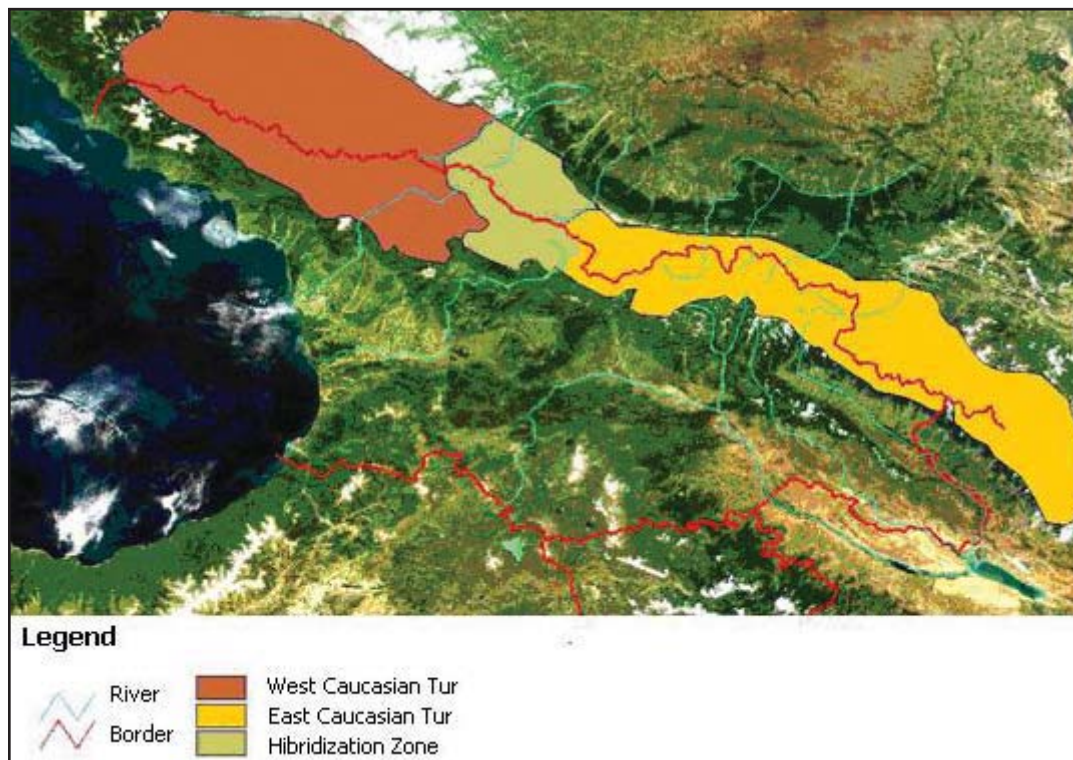 Legend
River
Border
West Caucasian Tur
East Caucasian Tur
Hibridization Zone